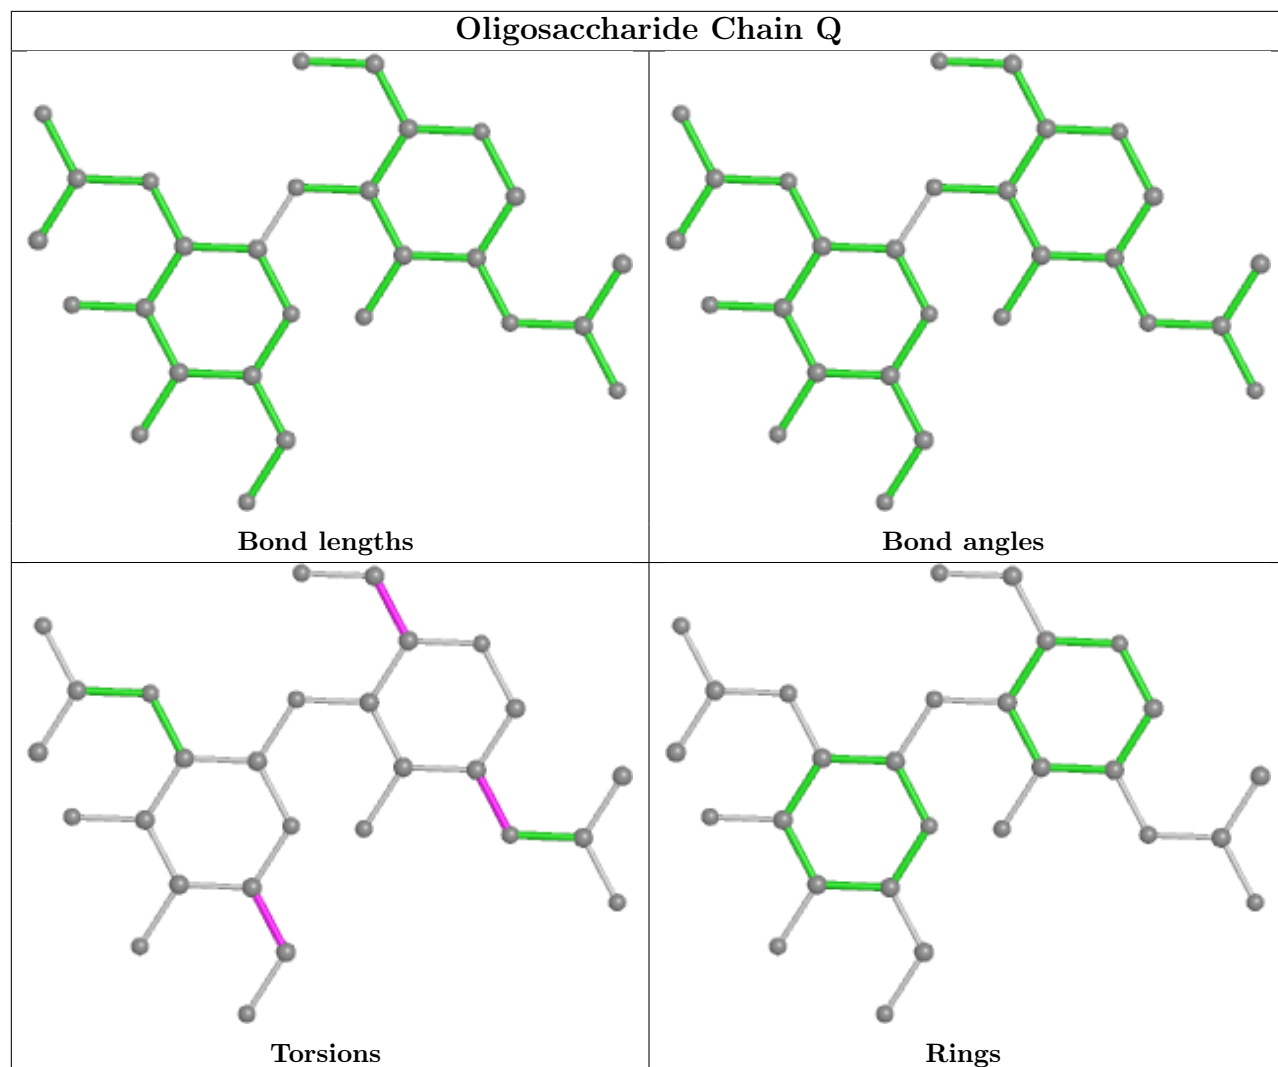 Oligosaccharide Chain Q
Bond lengths
Bond angles
Torsions
Rings